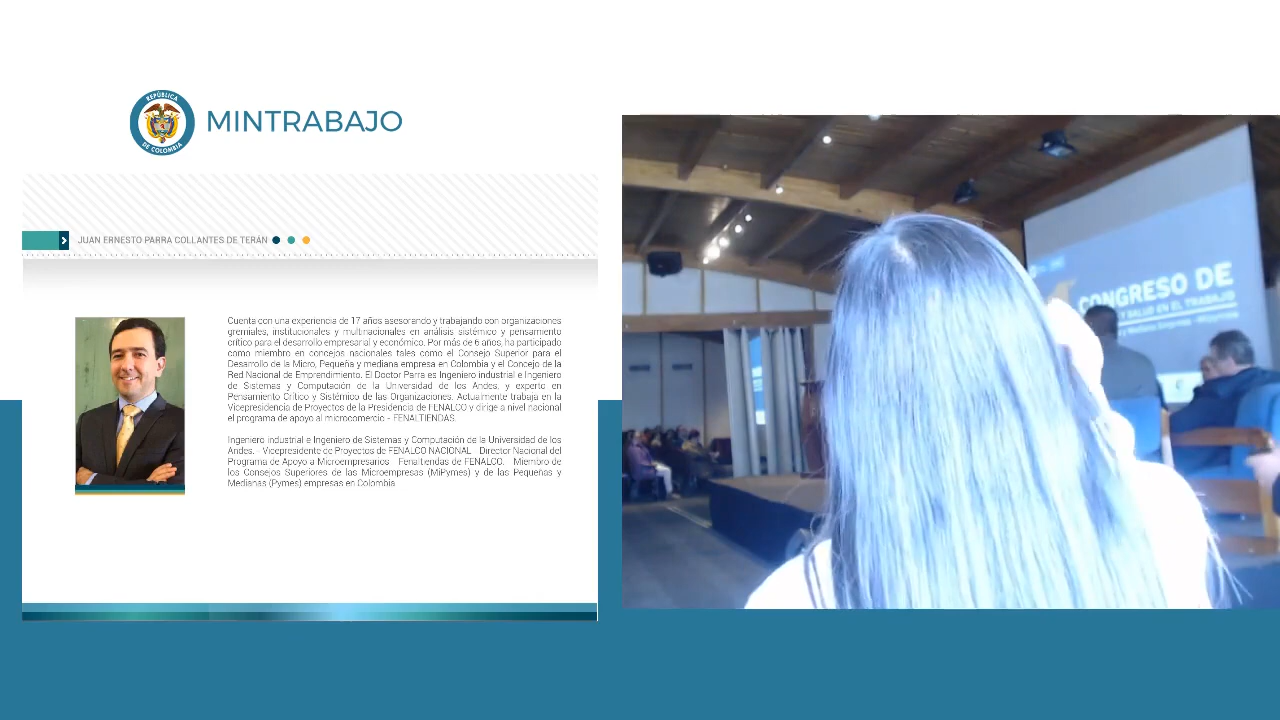 REPÚBLICA
DE COLOMBIA
MINTRABAJO
JUAN ERNESTO PARRA COLLANTES DE TERÁN
Cuenta con una experiencia de 17 años asesorando y trabajando con organizaciones
gremiales, institucionales y multinacionales en análisis sistémico y pensamiento
crítico para el desarrollo empresarial y económico. Por más de 6 años, ha participado
como miembro en concejos nacionales tales como el Consejo Superior para el
Desarrollo de la Micro, Pequeña y mediana empresa en Colombia y el Concejo de la
Red Nacional de Emprendimiento. El Doctor Parra es Ingeniero industrial e Ingeniero
de Sistemas y Computación de la Universidad de los Andes, y experto en
Pensamiento Crítico y Sistémico de las Organizaciones. Actualmente trabaja en la
Vicepresidencia de Proyectos de la Presidencia de FENALCO y dirige a nivel nacional
el programa de apoyo al microcomercio - FENALTIENDAS.
Ingeniero industrial e Ingeniero de Sistemas y Computación de la Universidad de los
Andes. Vicepresidente de Proyectos de FENALCO NACIONAL Director Nacional del
Programa de Apoyo a Microempresarios Fenaltiendas de FENALCO. Miembro de
los Consejos Superiores de las Microempresas (MiPymes) y de las Pequeñas y
Medianas (Pymes) empresas en Colombia
CONGRESO DE
Y SALUD EN EL TRABAJO